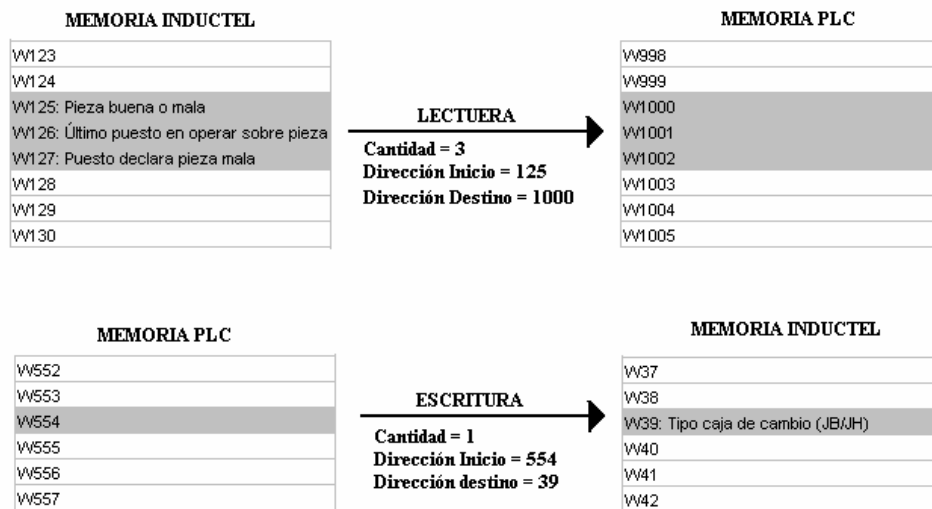 MEMORIA INDUCTEL
W123
W124
W125: Pieza buena o mala
W126: Último puesto en operar sobre pieza
W127: Puesto declara pieza mala
W128
W129
W130
LECTUERA
Cantidad = 3
Dirección Inicio = 125
Dirección Destino = 1000
MEMORIA PLC
W998
W999
W1000
W1001
W1002
W1003
W1004
W1005
MEMORIA PLC
W552
W553
W554
W555
W556
W557
ESCRITURA
Cantidad = 1
Dirección Inicio = 554
Dirección destino = 39
MEMORIA INDUCTEL
W37
W38
W39: Tipo caja de cambio (JB/JH)
W40
W41
W42